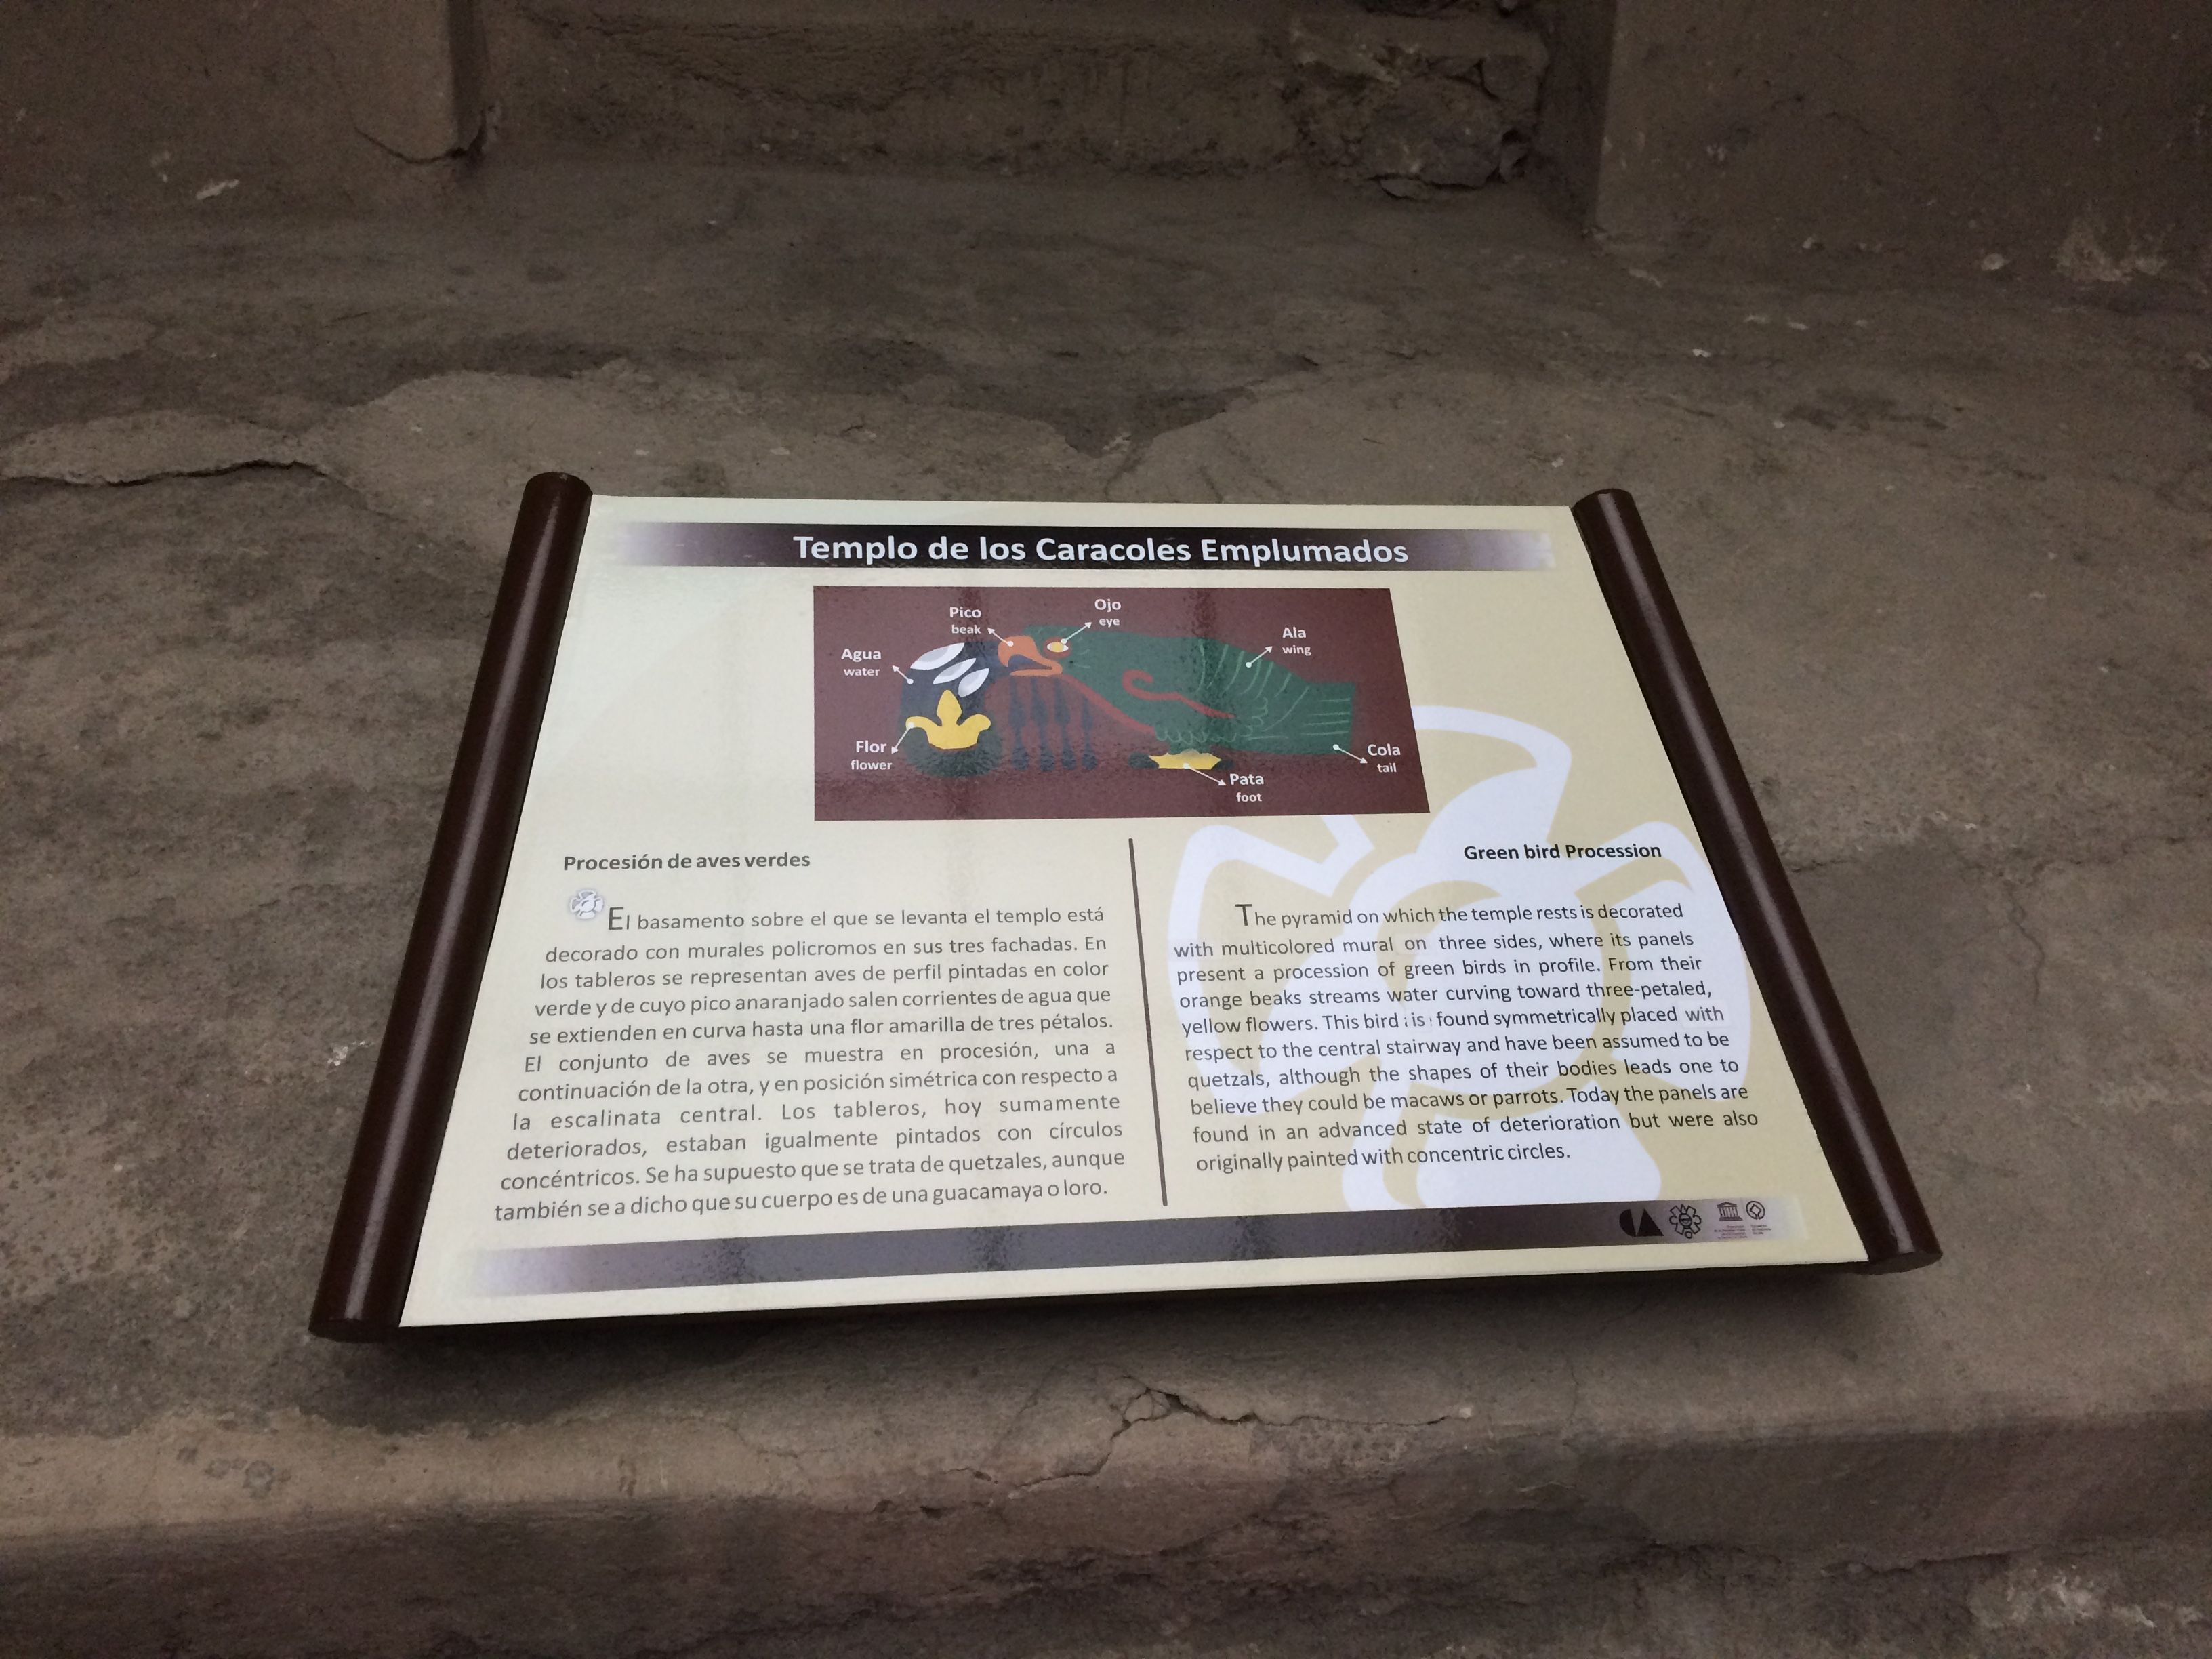 Templo de los Caracoles Emplumados
Pico
beak
Ojo
eye
Ala
wing
Agua
water
Flor
flower
Cola
tail
Pata
foot
Procesión de aves verdes
El basamento sobre el que se levanta el templo está
decorado con murales policromos en sus tres fachadas. En
los tableros se representan aves de perfil pintadas en color
verde y de cuyo pico anaranjado salen corrientes de agua que
se extienden en curva hasta una flor amarilla de tres pétalos.
El conjunto de aves se muestra en procesión, una a
continuación de la otra, y en posición simétrica con respecto a
la escalinata central. Los tableros, hoy sumamente
deteriorados, estaban igualmente pintados con círculos
concéntricos. Se ha supuesto que se trata de quetzales, aunque
también se a dicho que su cuerpo es de una guacamaya o loro.
Green bird Procession
The pyramid on which the temple rests is decorated
with multicolored mural on three sides, where its panels
present a procession of green birds in profile. From their
orange beaks streams water curving toward three-petaled,
yellow flowers. This bird is found symmetrically placed with
respect to the central stairway and have been assumed to be
quetzals, although the shapes of their bodies leads one to
believe they could be macaws or parrots. Today the panels are
found in an advanced state of deterioration but were also
originally painted with concentric circles.